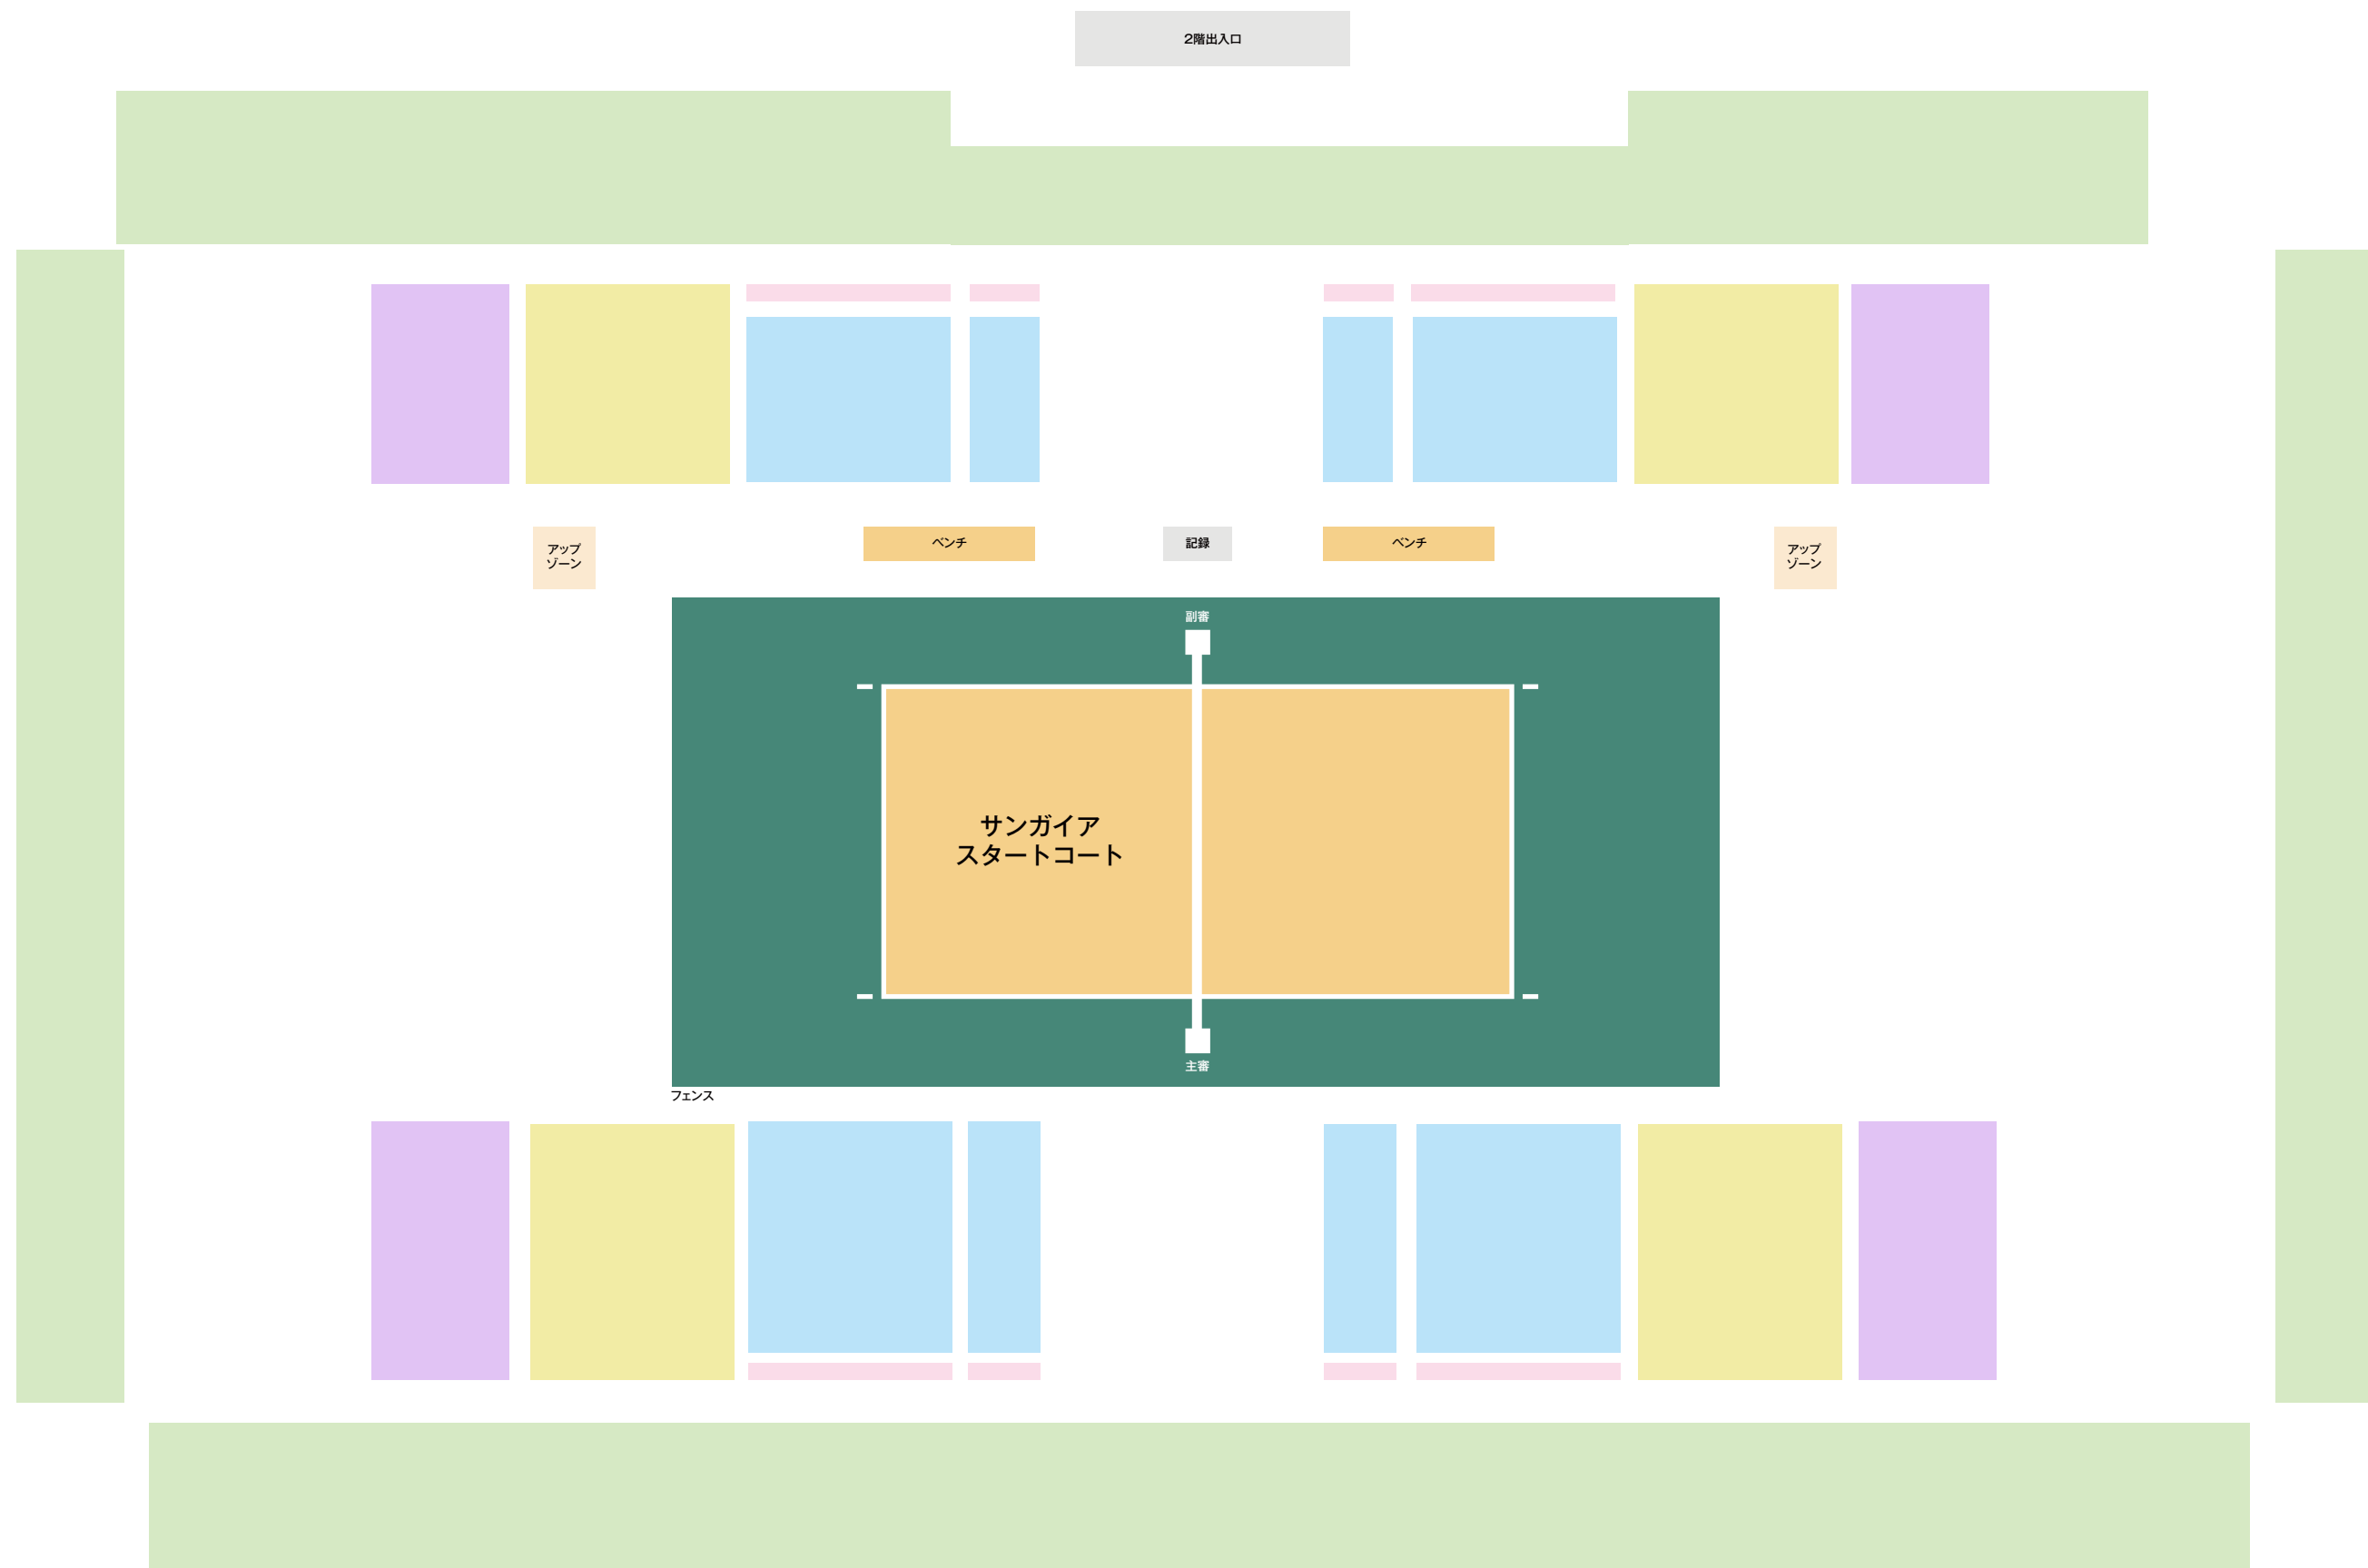 2階出入口
アップ
ゾーン
ベンチ
記録
ベンチ
アップ
ゾーン
副審
サンガイア
スタートコート
主審
フェンス